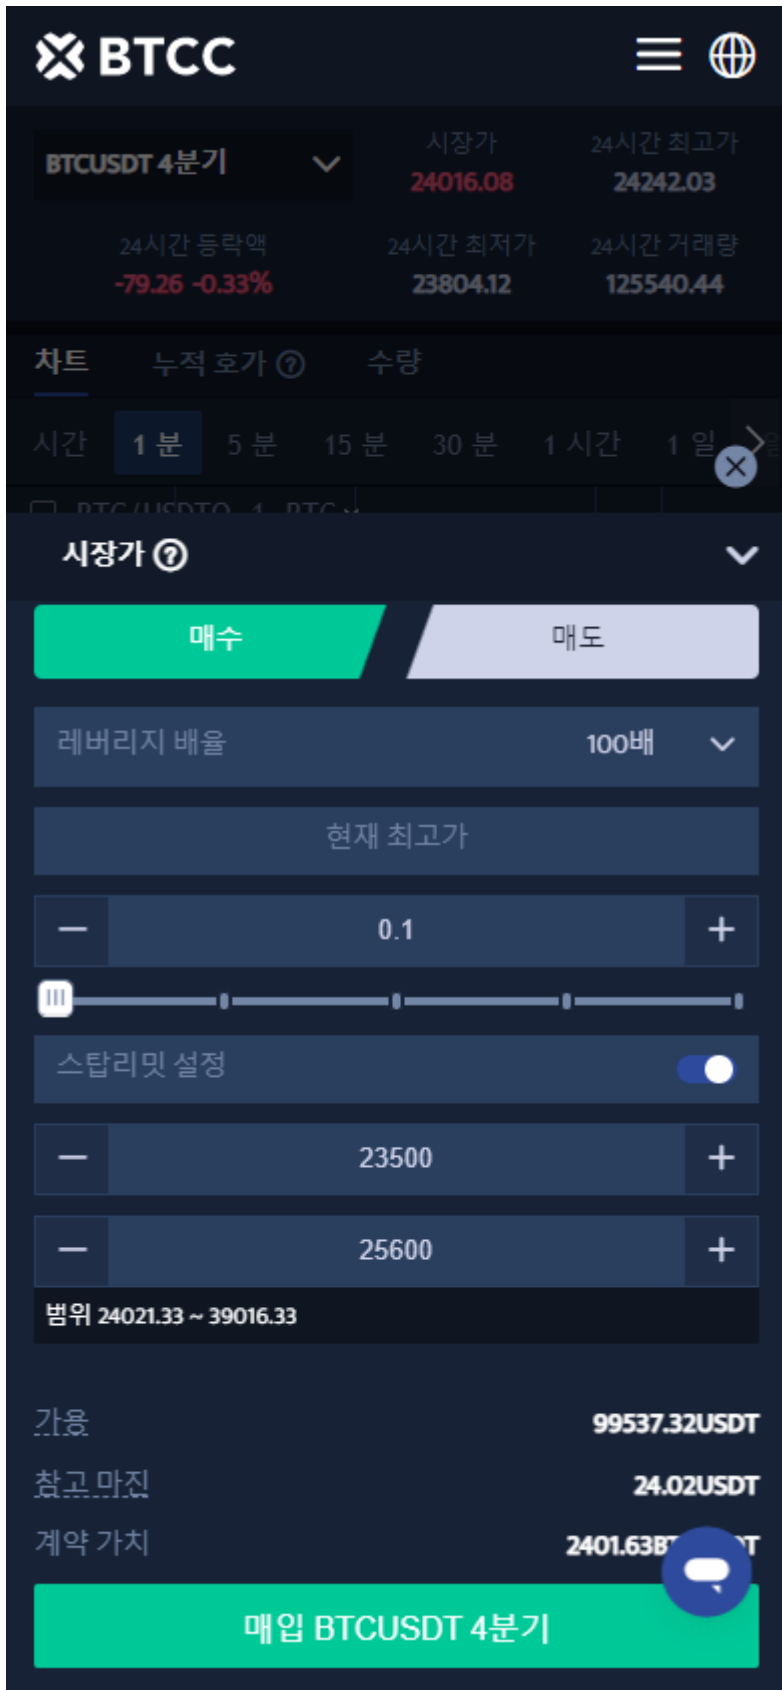 BTCC
BTCUSDT 4분기
시장가
24시간 최고가
24016.08
24242.03
24시간 등락액
24시간 최저가
24시간 거래량
-79.26 -0.33%
23804.12
125540.44
차트 누적 호가 ? 수량
시간 1 분 5 분 15 분 30 분 1 시간 1 일
시장가 ?
매수 매도
레버리지 배율 100배
현재 최고가
— 0.1 +
스탑리밋 설정
— 23500 +
— 25600 +
범위 24021.33 ~ 39016.33
가용 99537.32USDT
참고 마진 24.02USDT
계약 가치 2401.63
매입 BTCUSDT 4분기